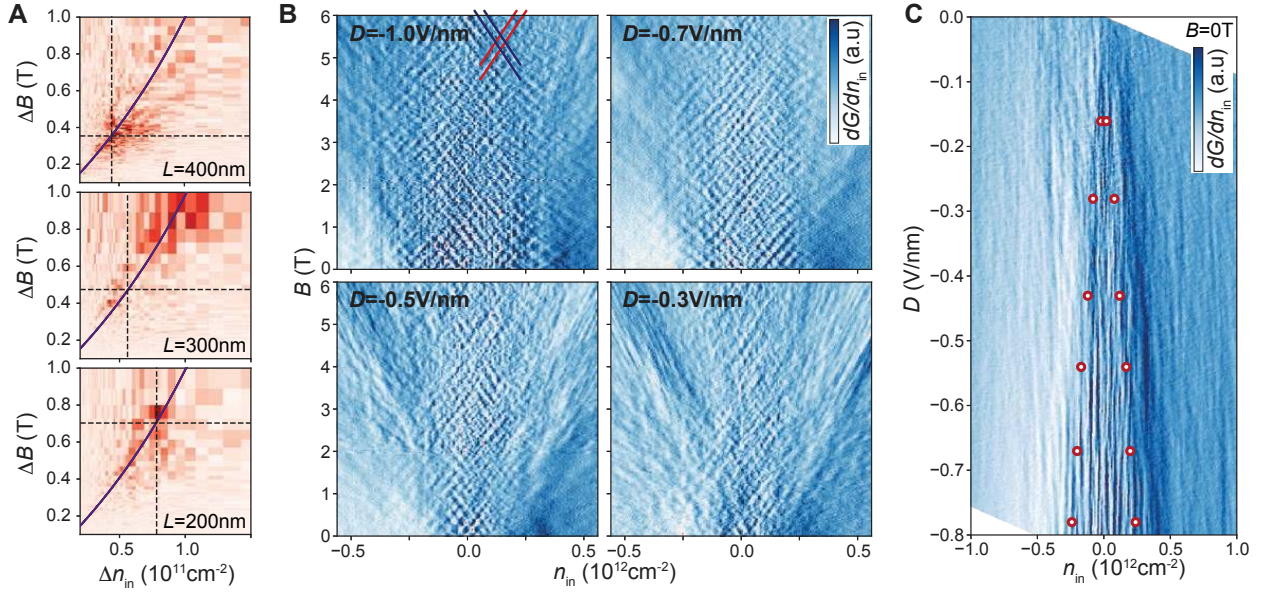 A
ΔB (T)
1.0
0.8
0.6
0.4
0.2
L=400nm
ΔB (T)
1.0
0.8
0.6
0.4
0.2
L=300nm
ΔB (T)
1.0
0.8
0.6
0.4
0.2
L=200nm
0.5
1.0
Δn_in (10¹¹cm⁻²)
B
B (T)
6
5
4
3
2
1
0
D=-1.0V/nm
D=-0.7V/nm
dG/dn_in (a.u)
6
5
4
3
2
1
0
D=-0.5V/nm
D=-0.3V/nm
−0.5
0.0
0.5
−0.5
0.0
0.5
n_in (10¹²cm⁻²)
C
D (V/nm)
0.0
−0.1
−0.2
−0.3
−0.4
−0.5
−0.6
−0.7
−0.8
B=0T
dG/dn_in (a.u)
−1.0
−0.5
0.0
0.5
1.0
n_in (10¹²cm⁻²)